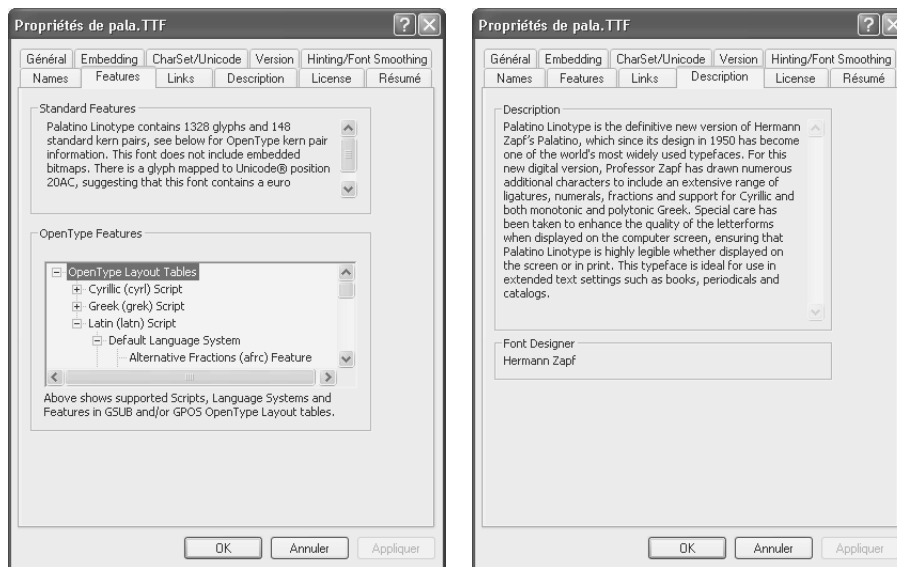 Propriétés de pala.TTF
Général Embedding CharSet/Unicode Version Hinting/Font Smoothing
Names Features Links Description License Résumé
Standard Features
Palatino Linotype contains 1328 glyphs and 148
standard kern pairs, see below for OpenType kern pair
information. This font does not include embedded
bitmaps. There is a glyph mapped to Unicode® position
20AC, suggesting that this font contains a euro
OpenType Features
OpenType Layout Tables
Cyrillic (cyrl) Script
Greek (grek) Script
Latin (latn) Script
Default Language System
Alternative Fractions (afrc) Feature
Above shows supported Scripts, Language Systems and
Features in GSUB and/or GPOS OpenType Layout tables.
OK Annuler Appliquer
Propriétés de pala.TTF
Général Embedding CharSet/Unicode Version Hinting/Font Smoothing
Names Features Links Description License Résumé
Description
Palatino Linotype is the definitive new version of Hermann
Zapf's Palatino, which since its design in 1950 has become
one of the world's most widely used typefaces. For this
new digital version, Professor Zapf has drawn numerous
additional characters to include an extensive range of
ligatures, numerals, fractions and support for Cyrillic and
both monotonic and polytonic Greek. Special care has
been taken to enhance the quality of the letterforms
when displayed on the computer screen, ensuring that
Palatino Linotype is highly legible whether displayed on
the screen or in print. This typeface is ideal for use in
extended text settings such as books, periodicals and
catalogs.
Font Designer
Hermann Zapf
OK Annuler Appliquer